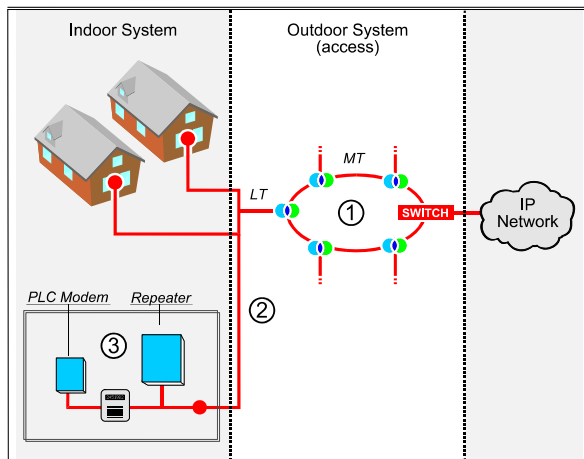 Indoor System
Outdoor System
(access)
MT
LT
1
SWITCH
IP
Network
PLC Modem
Repeater
2
3